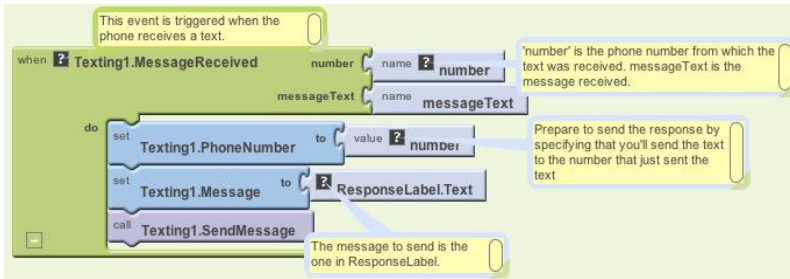 This event is triggered when the
phone receives a text.
when ? Texting1.MessageReceived number name ? number
messageText name messageText
'number' is the phone number from which the
text was received. messageText is the
message received.
do
set Texting1.PhoneNumber to value ? number
Prepare to send the response by
specifying that you'll send the text
to the number that just sent the
text
set Texting1.Message to ? ResponseLabel.Text
call Texting1.SendMessage
The message to send is the
one in ResponseLabel.